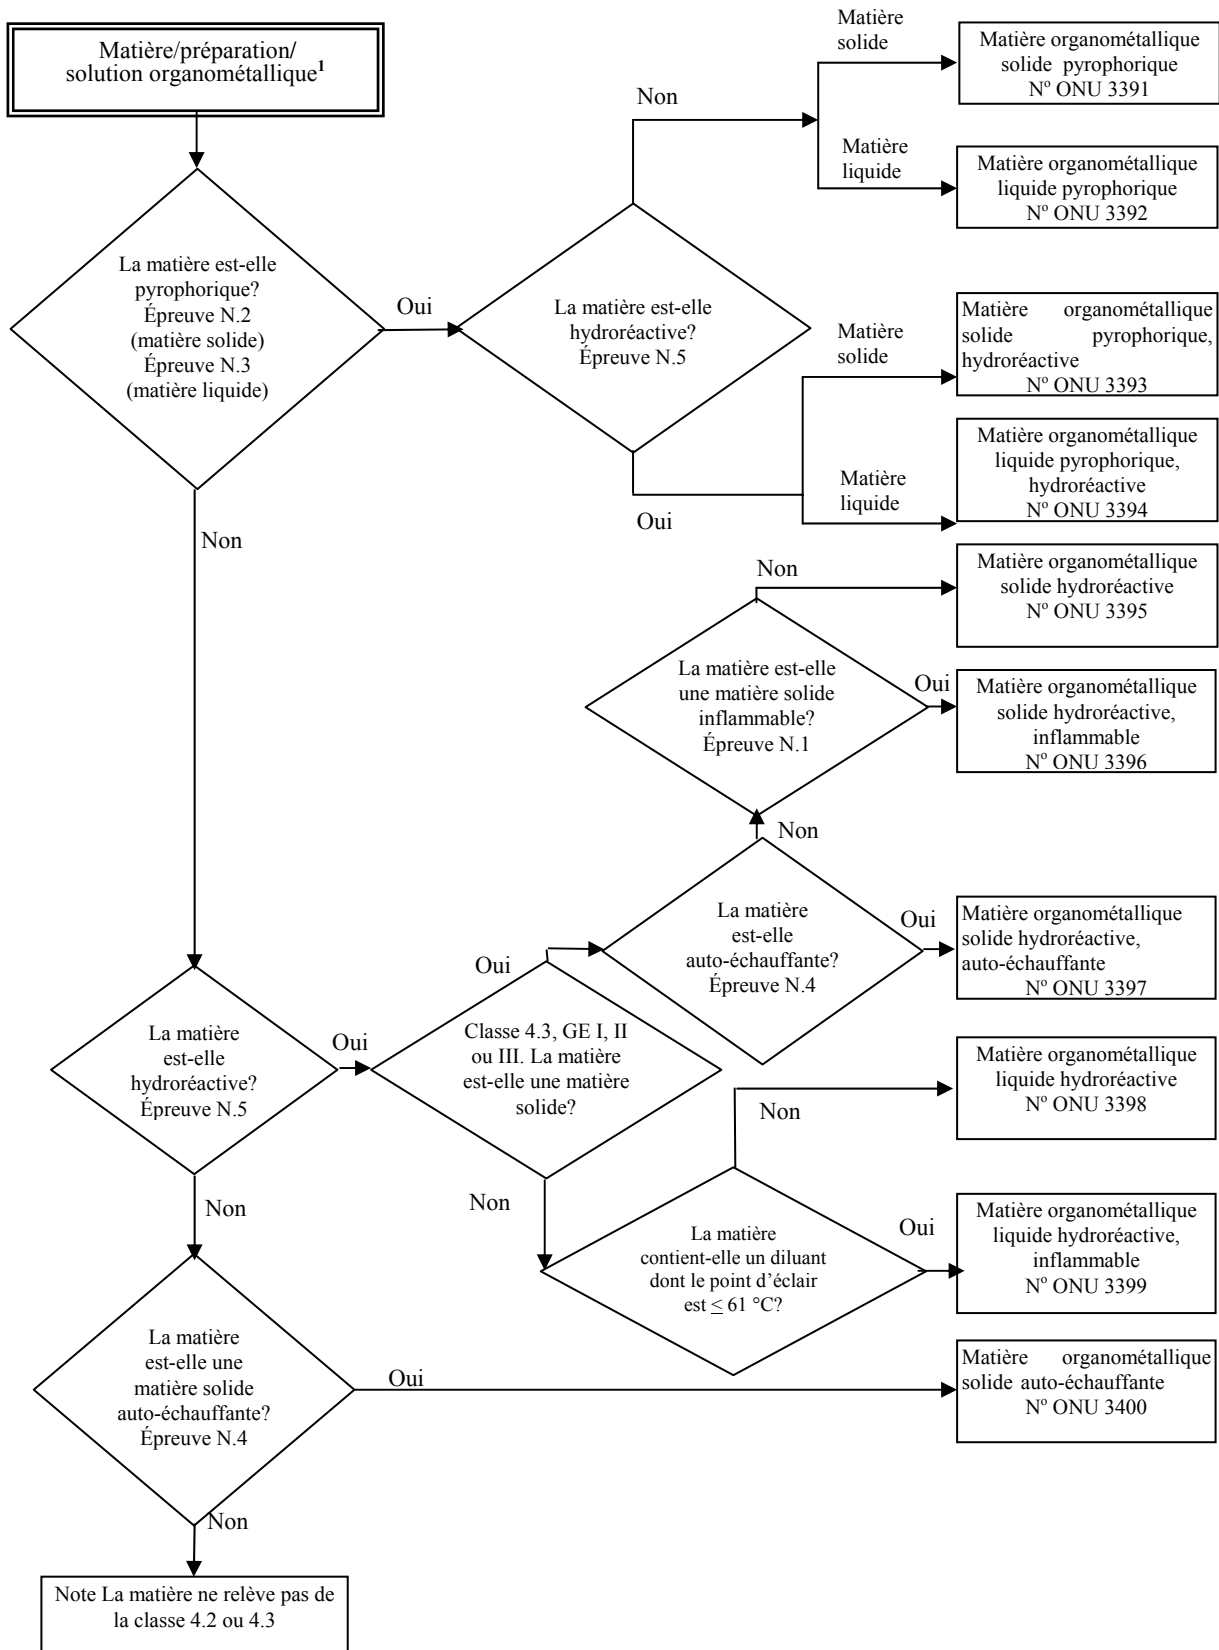 Matière/préparation/
solution organométallique¹
La matière est-elle
pyrophorique?
Épreuve N.2
(matière solide)
Épreuve N.3
(matière liquide)
Oui
Non
La matière est-elle
hydroréactive?
Épreuve N.5
Non
Matière
solide
Matière organométallique
solide pyrophorique
Nº ONU 3391
Matière
liquide
Matière organométallique
liquide pyrophorique
Nº ONU 3392
Oui
Matière
solide
Matière organométallique
solide pyrophorique,
hydroréactive
Nº ONU 3393
Matière
liquide
Matière organométallique
liquide pyrophorique,
hydroréactive
Nº ONU 3394
Non
Matière organométallique
solide hydroréactive
Nº ONU 3395
La matière est-elle
une matière solide
inflammable?
Épreuve N.1
Oui
Matière organométallique
solide hydroréactive,
inflammable
Nº ONU 3396
Non
La matière
est-elle
auto-échauffante?
Épreuve N.4
Oui
Matière organométallique
solide hydroréactive,
auto-échauffante
Nº ONU 3397
La matière
est-elle
hydroréactive?
Épreuve N.5
Oui
Oui
Classe 4.3, GE I, II
ou III. La matière
est-elle une matière
solide?
Non
Non
Matière organométallique
liquide hydroréactive
Nº ONU 3398
La matière
contient-elle un diluant
dont le point d’éclair
est ≤ 61 °C?
Oui
Matière organométallique
liquide hydroréactive,
inflammable
Nº ONU 3399
Non
La matière
est-elle une
matière solide
auto-échauffante?
Épreuve N.4
Oui
Matière organométallique
solide auto-échauffante
Nº ONU 3400
Non
Note La matière ne relève pas de
la classe 4.2 ou 4.3